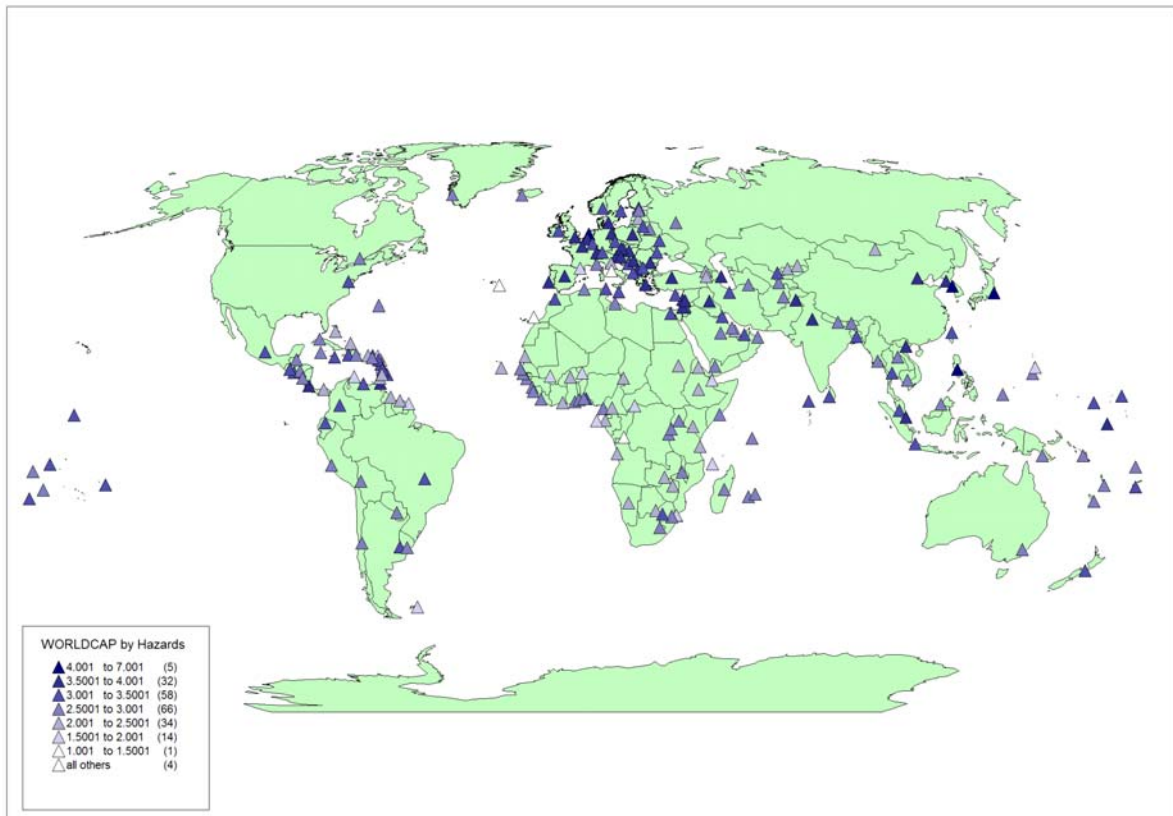 WORLDCAP by Hazards
4.001 to 7.001 (5)
3.5001 to 4.001 (32)
3.001 to 3.5001 (58)
2.5001 to 3.001 (66)
2.001 to 2.5001 (34)
1.5001 to 2.001 (14)
1.001 to 1.5001 (1)
all others (4)